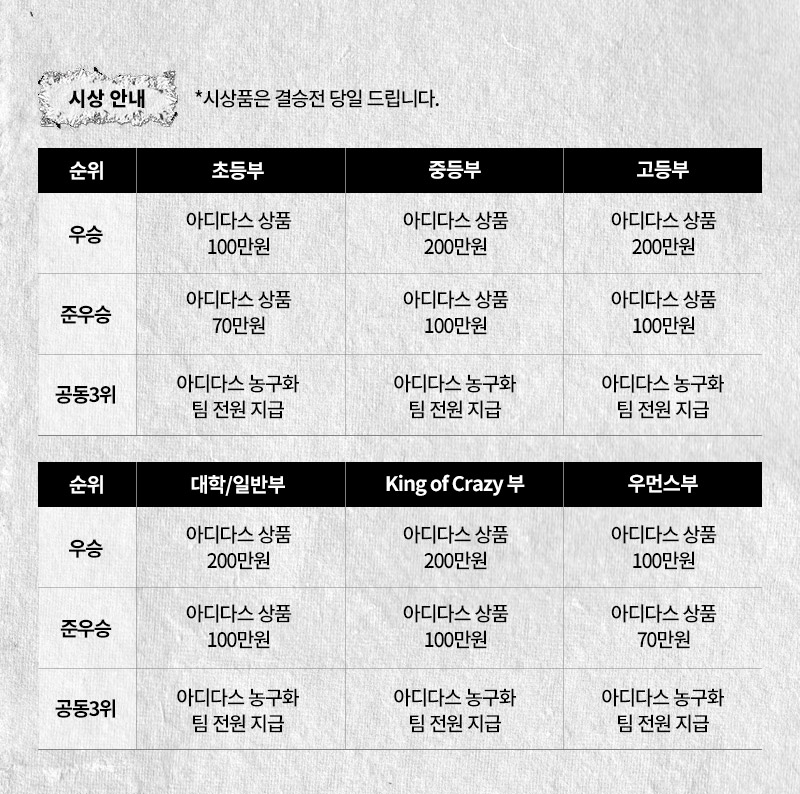 시상 안내 *시상품은 결승전 당일 드립니다.
순위 초등부 중등부 고등부
우승 아디다스 상품 100만원 아디다스 상품 200만원 아디다스 상품 200만원
준우승 아디다스 상품 70만원 아디다스 상품 100만원 아디다스 상품 100만원
공동3위 아디다스 농구화 팀 전원 지급 아디다스 농구화 팀 전원 지급 아디다스 농구화 팀 전원 지급
순위 대학/일반부 King of Crazy 부 우먼스부
우승 아디다스 상품 200만원 아디다스 상품 200만원 아디다스 상품 100만원
준우승 아디다스 상품 100만원 아디다스 상품 100만원 아디다스 상품 70만원
공동3위 아디다스 농구화 팀 전원 지급 아디다스 농구화 팀 전원 지급 아디다스 농구화 팀 전원 지급